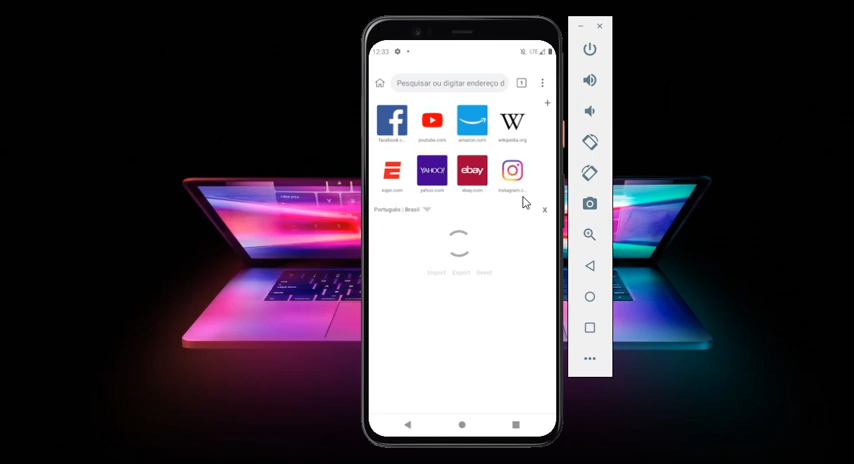 12:33
LTE
Pesquisar ou digitar endereço d
1
facebook.c...
youtube.com
amazon.com
wikipedia.org
YAHOO!
ebay
espn.com
yahoo.com
ebay.com
instagram.c...
Português | Brasil
X
Import Export Reset